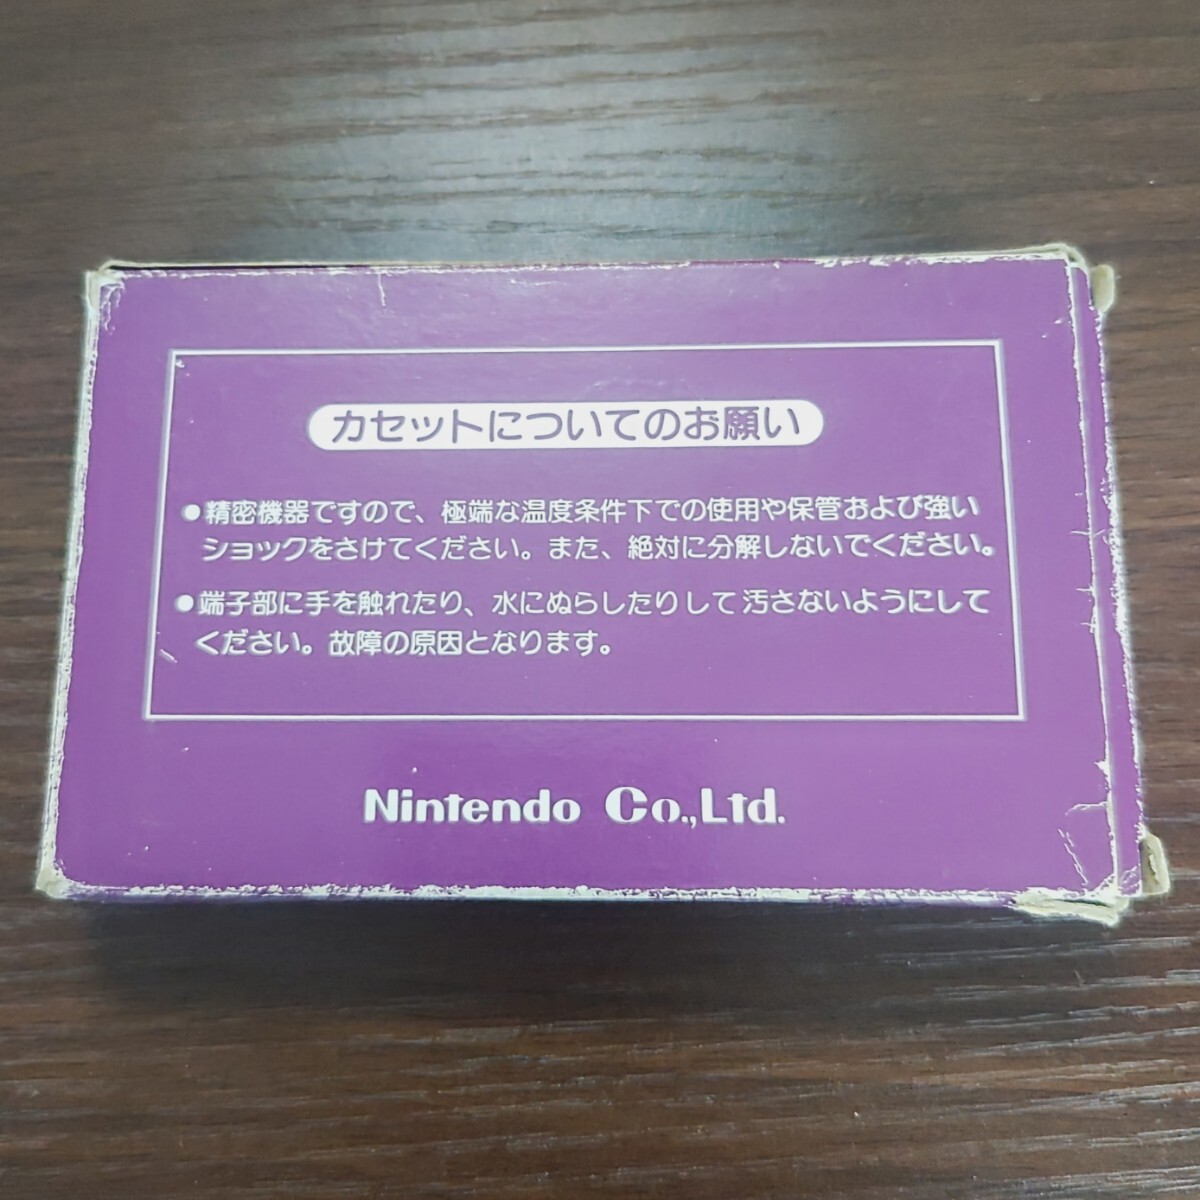 カセットについてのお願い
●精密機器ですので、極端な温度条件下での使用や保管および強い
ショックをさけてください。また、絶対に分解しないでください。
●端子部に手を触れたり、水にぬらしたりして汚さないようにして
ください。故障の原因となります。
Nintendo Co.,Ltd.